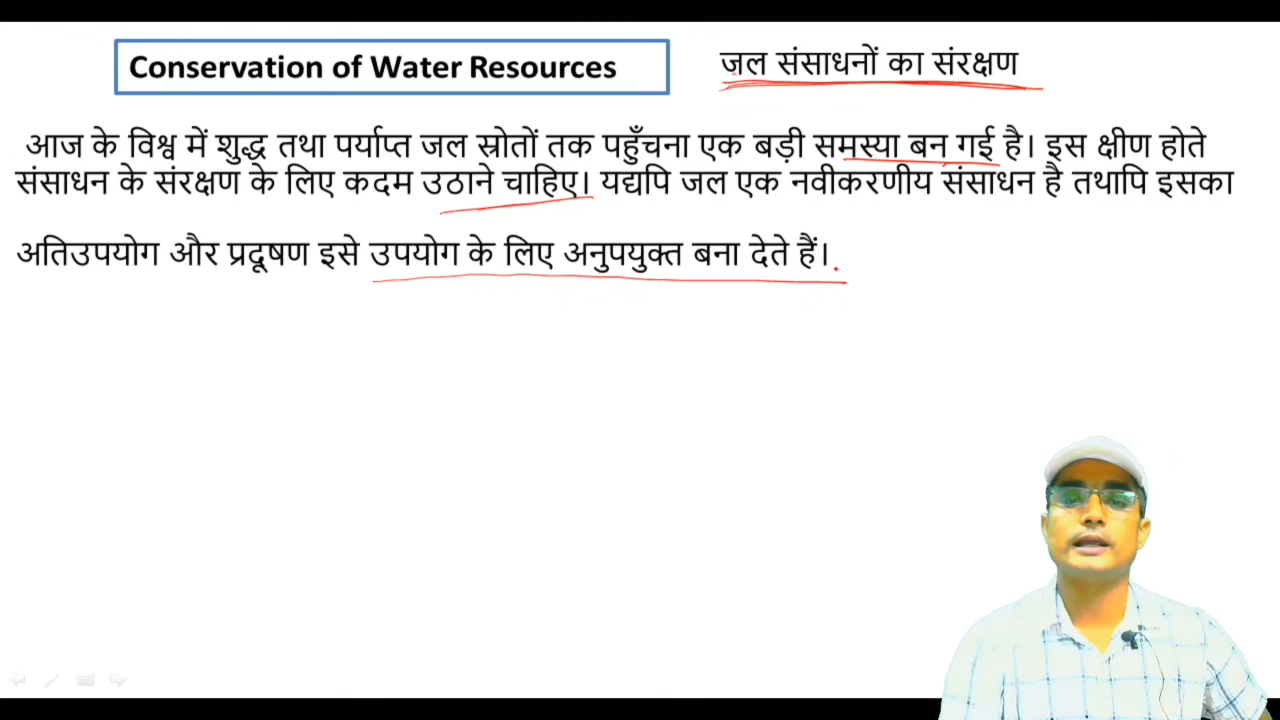 Conservation of Water Resources
जल संसाधनों का संरक्षण
आज के विश्व में शुद्ध तथा पर्याप्त जल स्रोतों तक पहुँचना एक बड़ी समस्या बन गई है। इस क्षीण होते
संसाधन के संरक्षण के लिए कदम उठाने चाहिए। यद्यपि जल एक नवीकरणीय संसाधन है तथापि इसका
अतिउपयोग और प्रदूषण इसे उपयोग के लिए अनुपयुक्त बना देते हैं।